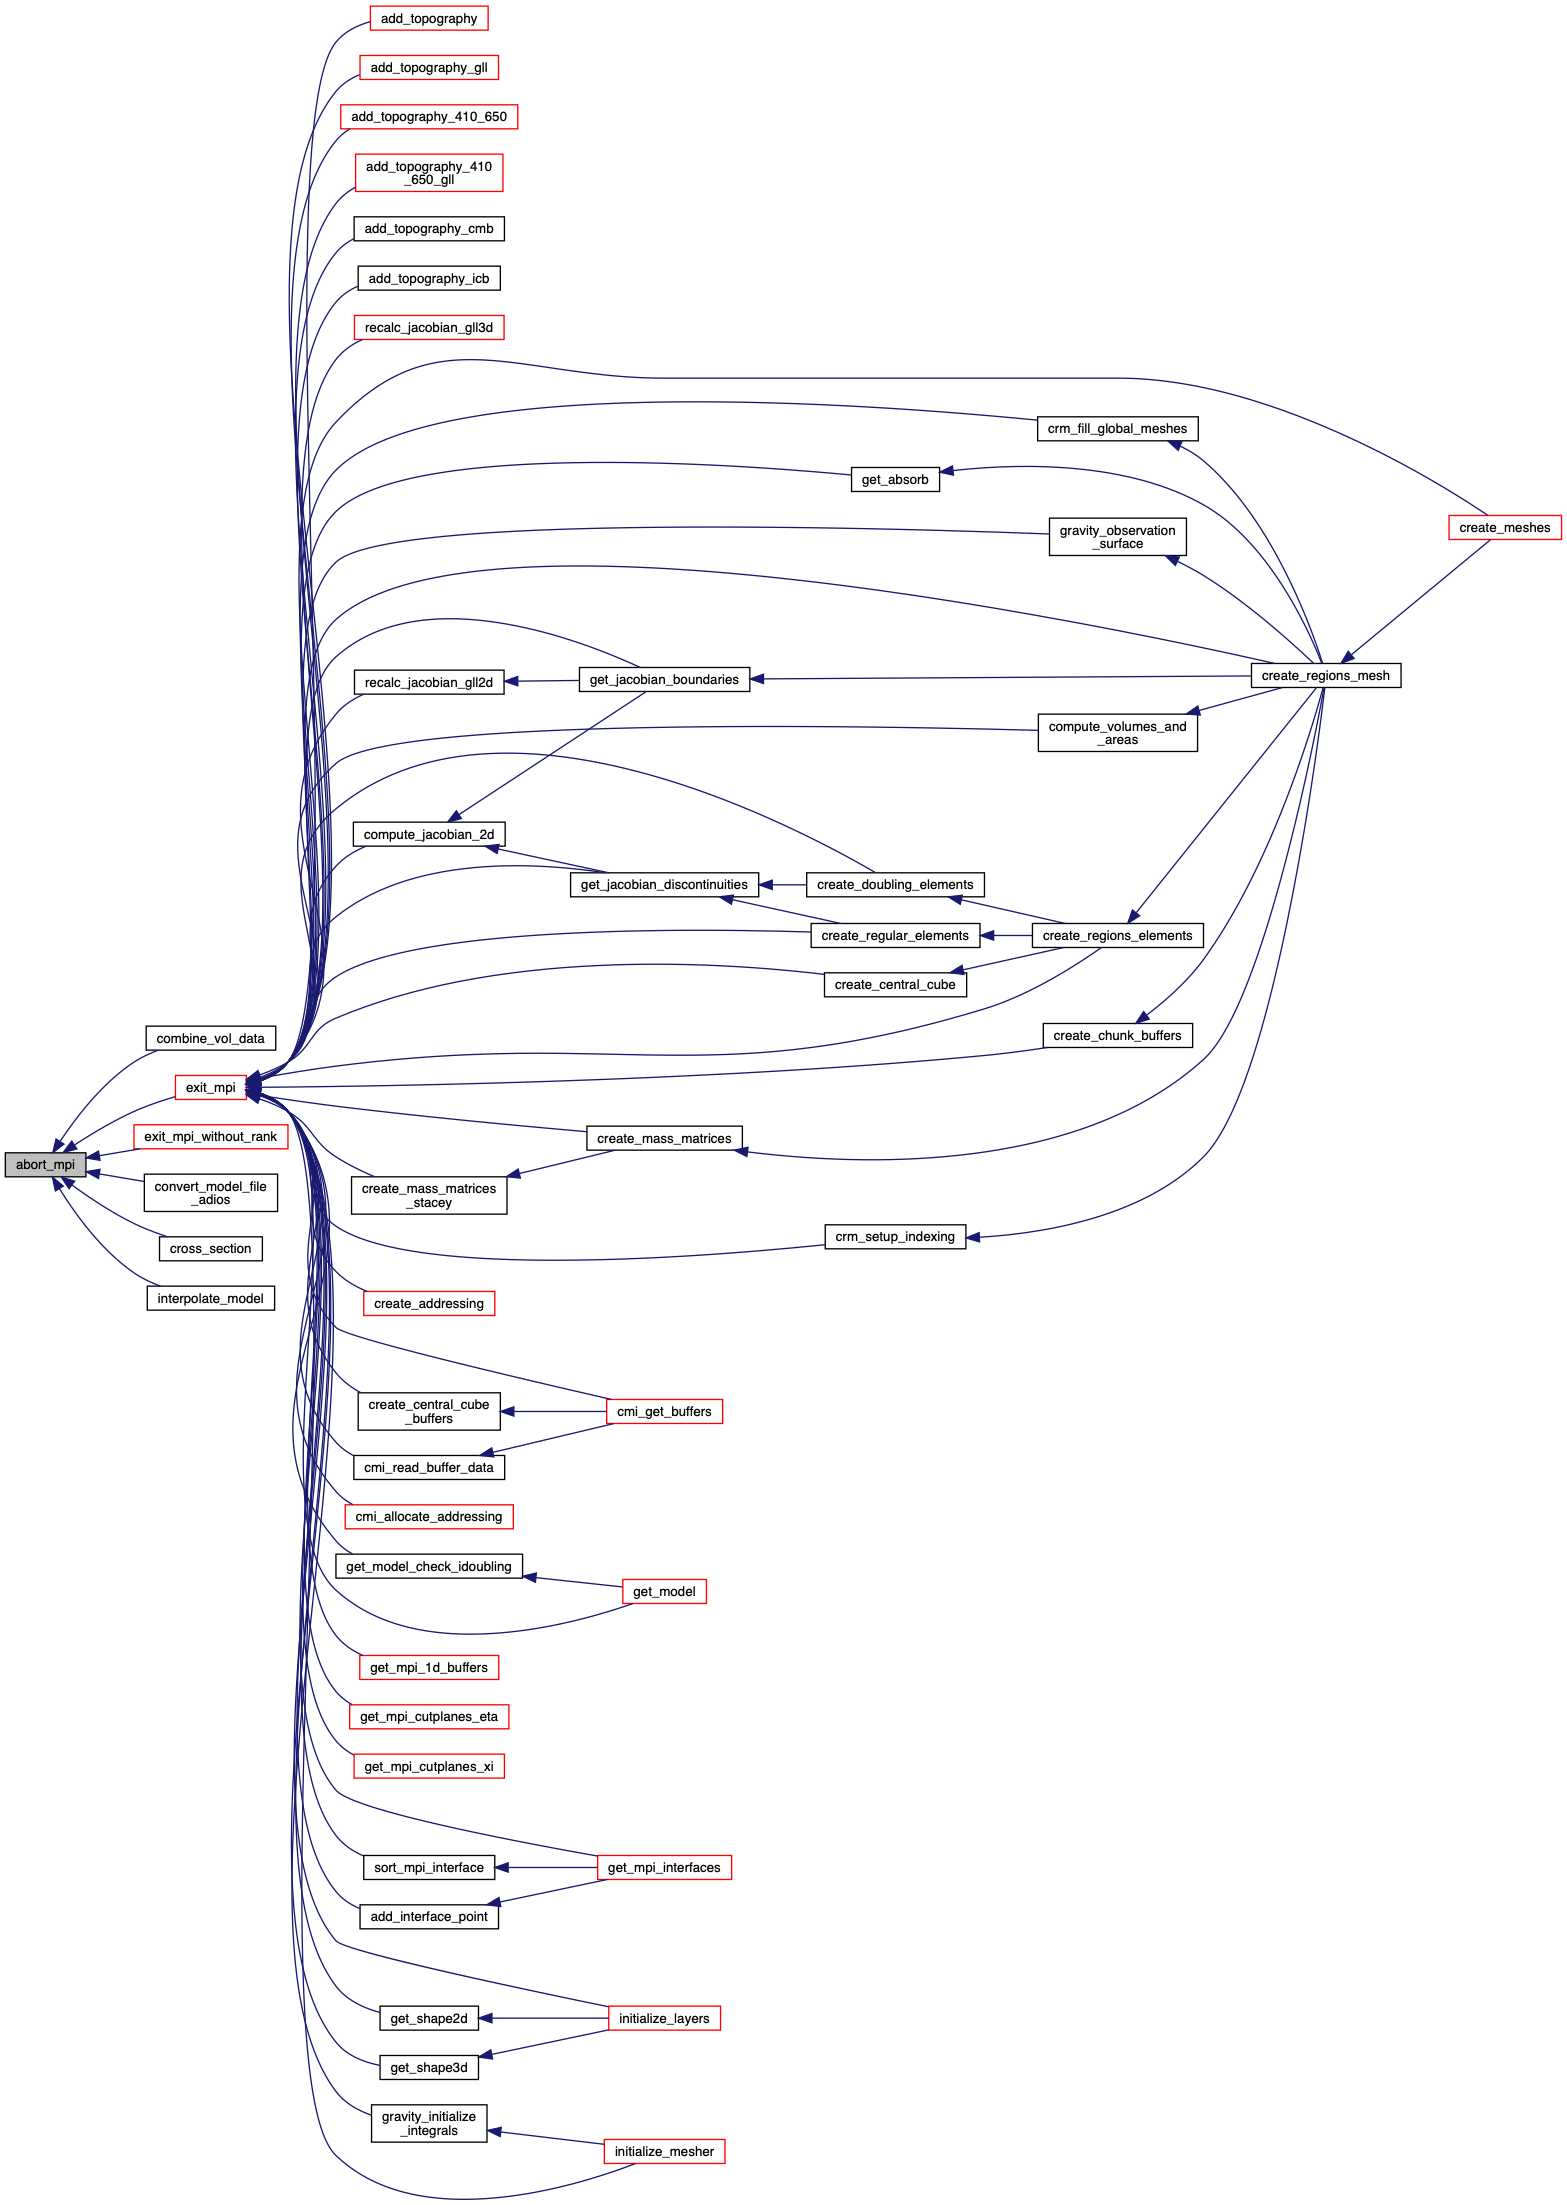 add_topography
add_topography_gll
add_topography_410_650
add_topography_410
_650_gll
add_topography_cmb
add_topography_icb
recalc_jacobian_gll3d
crm_fill_global_meshes
get_absorb
gravity_observation
_surface
create_meshes
recalc_jacobian_gll2d
get_jacobian_boundaries
create_regions_mesh
compute_volumes_and
_areas
compute_jacobian_2d
get_jacobian_discontinuities
create_doubling_elements
create_regular_elements
create_regions_elements
create_central_cube
combine_vol_data
create_chunk_buffers
exit_mpi
exit_mpi_without_rank
create_mass_matrices
abort_mpi
convert_model_file
_adios
create_mass_matrices
_stacey
cross_section
crm_setup_indexing
interpolate_model
create_addressing
create_central_cube
_buffers
cmi_get_buffers
cmi_read_buffer_data
cmi_allocate_addressing
get_model_check_idoubling
get_model
get_mpi_1d_buffers
get_mpi_cutplanes_eta
get_mpi_cutplanes_xi
sort_mpi_interface
get_mpi_interfaces
add_interface_point
get_shape2d
initialize_layers
get_shape3d
gravity_initialize
_integrals
initialize_mesher